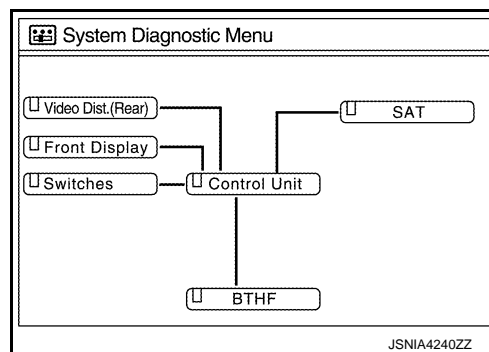 System Diagnostic Menu
Video Dist.(Rear)
SAT
Front Display
Switches
Control Unit
BTHF
JSNIA4240ZZ